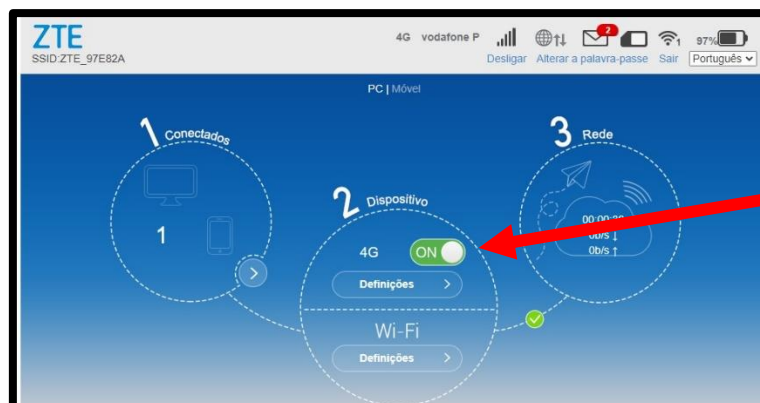 ZTE
SSID:ZTE_97E82A
4G vodafone P 2 1 97%
Desligar Alterar a palavra-passe Sair Português
PC | Móvel
1 Conectados
1
2 Dispositivo
4G ON
Definições
Wi-Fi
Definições
3 Rede
0b/s ↓
0b/s ↑